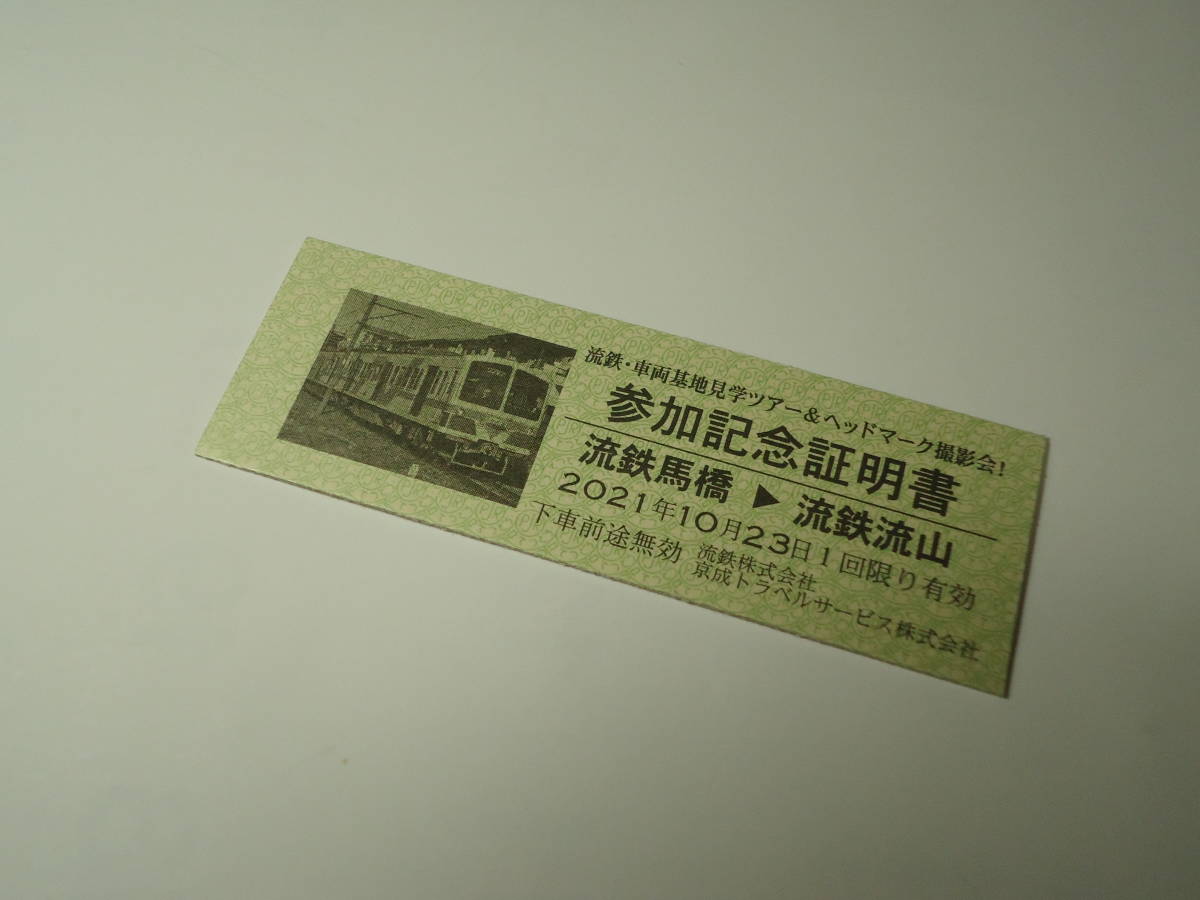 流鉄・車両基地見学ツアー&ヘッドマーク撮影会!
参加記念証明書
流鉄馬橋 ▶ 流鉄流山
2021年10月23日1回限り有効
下車前途無効 流鉄株式会社
京成トラベルサービス株式会社